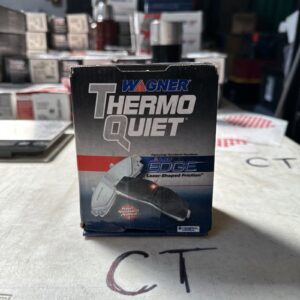 WAGNER
THERMO
QUIET
EDGE
Laser-Shaped Friction
CT
CT